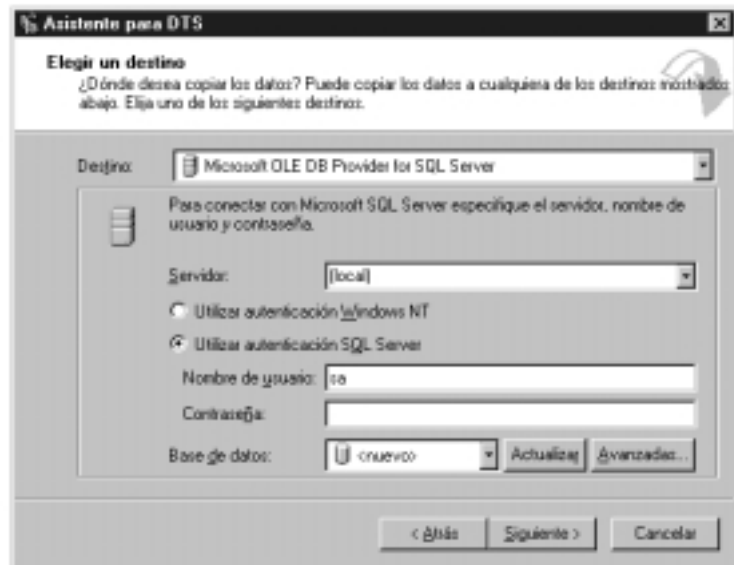 Asistente para DTS
Elegir un destino
¿Dónde desea copiar los datos? Puede copiar los datos a cualquiera de los destinos mostrados
abajo. Elija uno de los siguientes destinos.
Destino: Microsoft OLE DB Provider for SQL Server
Para conectar con Microsoft SQL Server especifique el servidor, nombre de
usuario y contraseña.
Servidor: (local)
Utilizar autenticación Windows NT
Utilizar autenticación SQL Server
Nombre de usuario: sa
Contraseña:
Base de datos: <nuevo> Actualizar Avanzadas...
< Atrás Siguiente > Cancelar